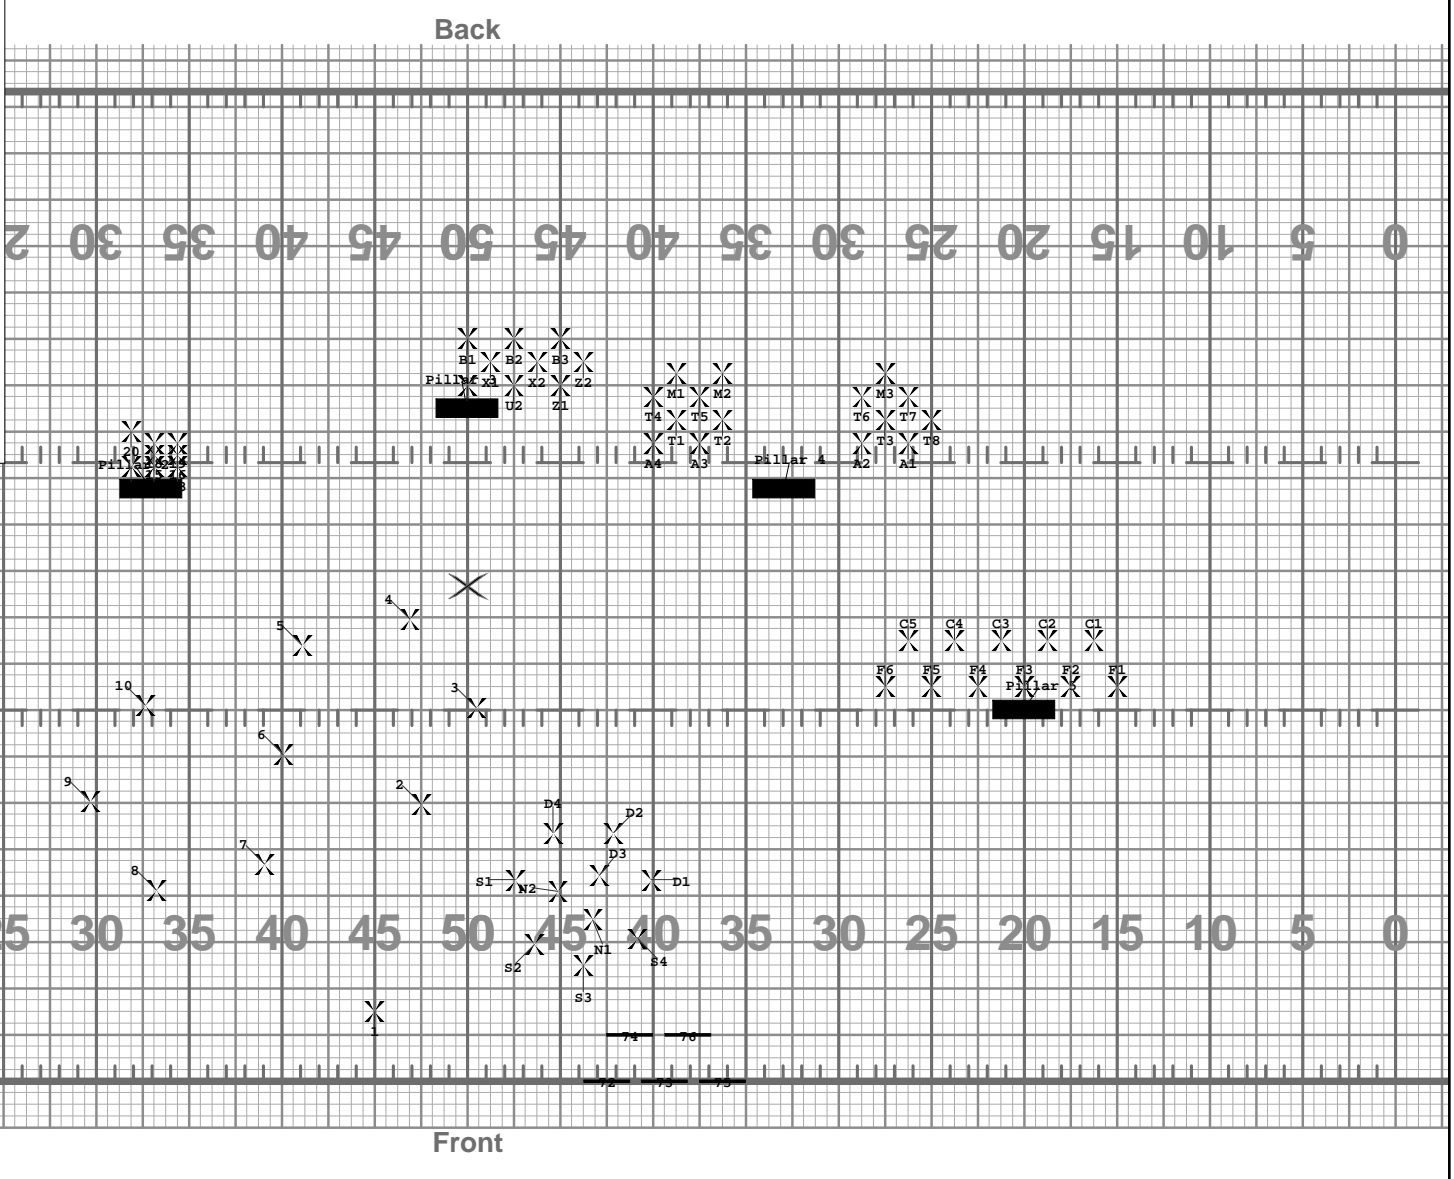 Back
2 30 35 40 45 50 45 40 35 30 25 20 15 10 5 0
B1 B2 B3
Pillar 3 X1 X2 Z2
U2 Z1
M1 M2 M3
T4 T5 T6 T7
T1 T2 T3 T8
A4 A3 A2 A1
20
Pillar 2
Pillar 4
4
5
C5 C4 C3 C2 C1
F6 F5 F4 F3 F2 F1
Pillar
10
3
6
9
2
D4
D2
7
D3
8
S1 N2 D1
5 30 35 40 45 50 45 40 35 30 25 20 15 10 5 0
N1
S2 S4
S3
1
74 76
72 73 75
Front